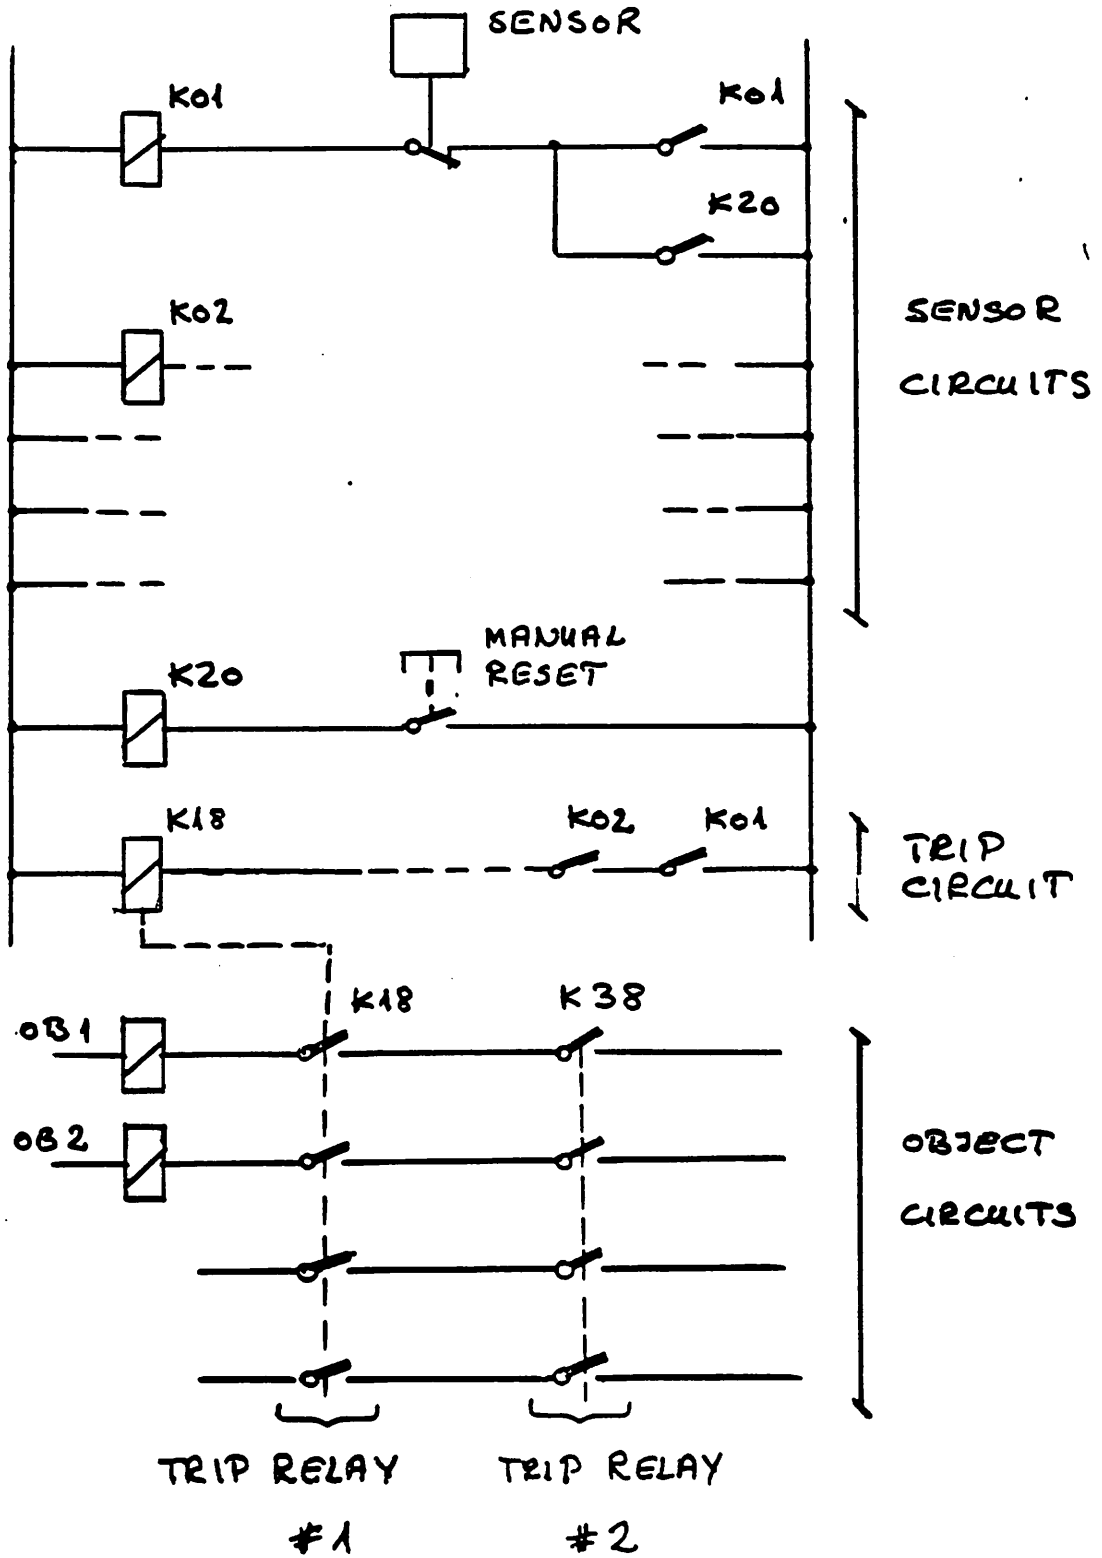 SENSOR
K01
K01
K20
K02
SENSOR
CIRCUITS
MANUAL
RESET
K20
K18
K02
K01
TRIP
CIRCUIT
K18
K38
OB1
OB2
OBJECT
CIRCUITS
TRIP RELAY
#1
TRIP RELAY
#2